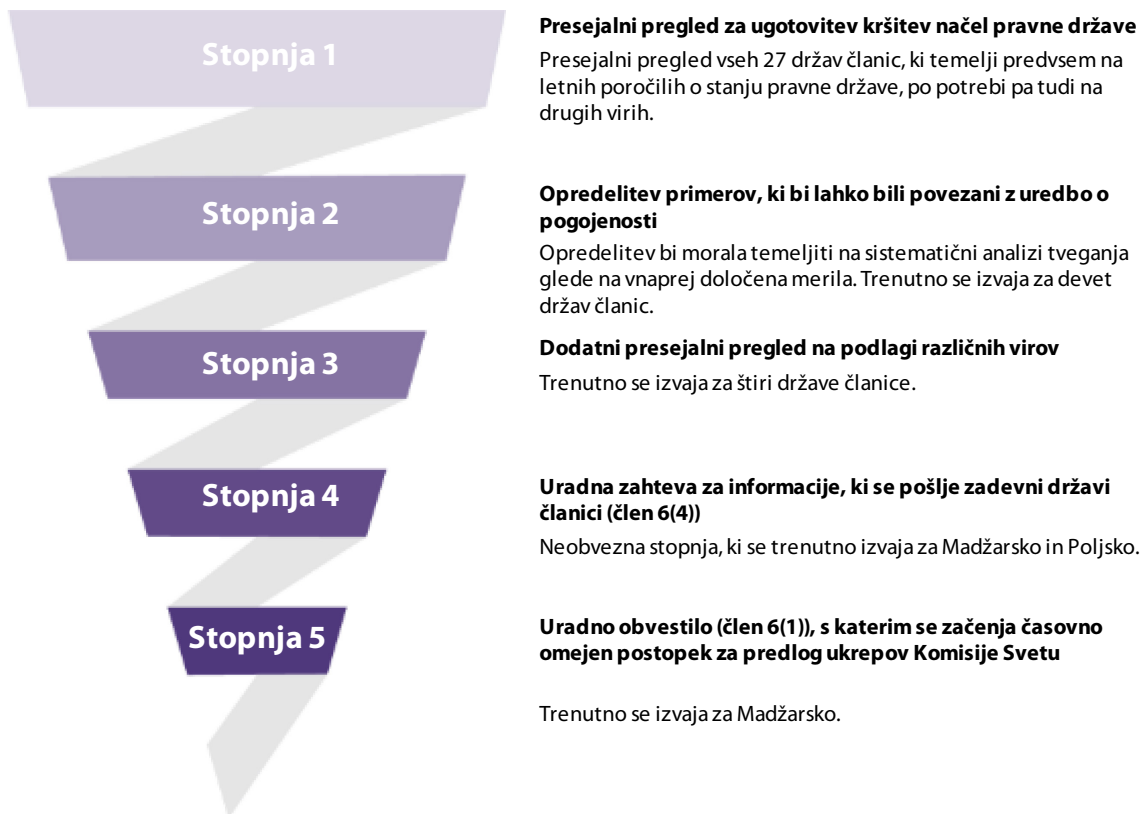 Stopnja 1
Presejalni pregled za ugotovitev kršitev načel pravne države
Presejalni pregled vseh 27 držav članic, ki temelji predvsem na
letnih poročilih o stanju pravne države, po potrebi pa tudi na
drugih virih.
Stopnja 2
Opredelitev primerov, ki bi lahko bili povezani z uredbo o
pogojenosti
Opredelitev bi morala temeljiti na sistematični analizi tveganja
glede na vnaprej določena merila. Trenutno se izvaja za devet
držav članic.
Stopnja 3
Dodatni presejalni pregled na podlagi različnih virov
Trenutno se izvaja za štiri države članice.
Stopnja 4
Uradna zahteva za informacije, ki se pošlje zadevni državi
članici (člen 6(4))
Neobvezna stopnja, ki se trenutno izvaja za Madžarsko in Poljsko.
Stopnja 5
Uradno obvestilo (člen 6(1)), s katerim se začenja časovno
omejen postopek za predlog ukrepov Komisije Svetu
Trenutno se izvaja za Madžarsko.